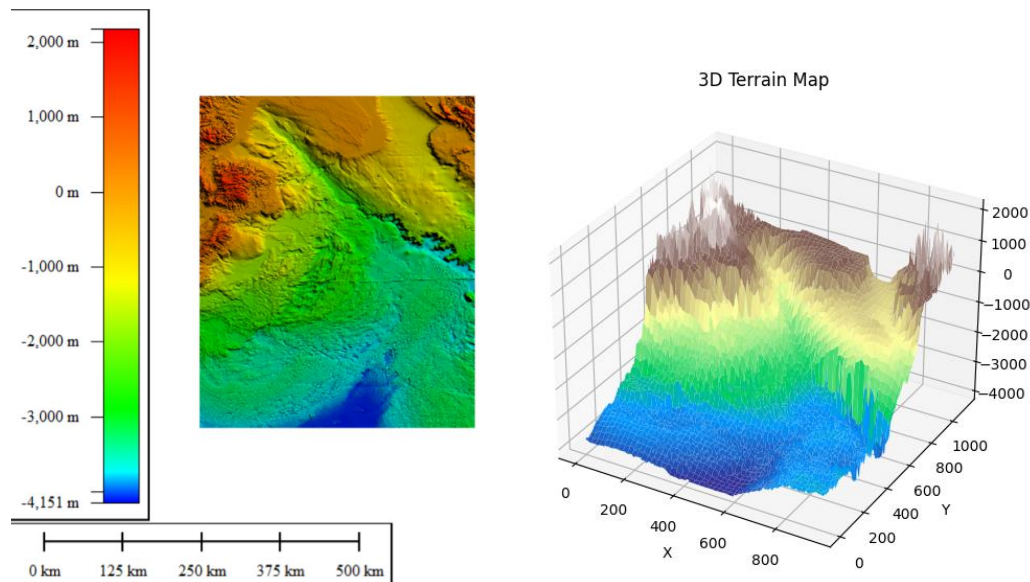 2,000 m
1,000 m
0 m
-1,000 m
-2,000 m
-3,000 m
-4,151 m
0 km 125 km 250 km 375 km 500 km
3D Terrain Map
2000
1000
0
−1000
−2000
−3000
−4000
1000
800
600
400
200
0
Y
0
200
400
600
800
X